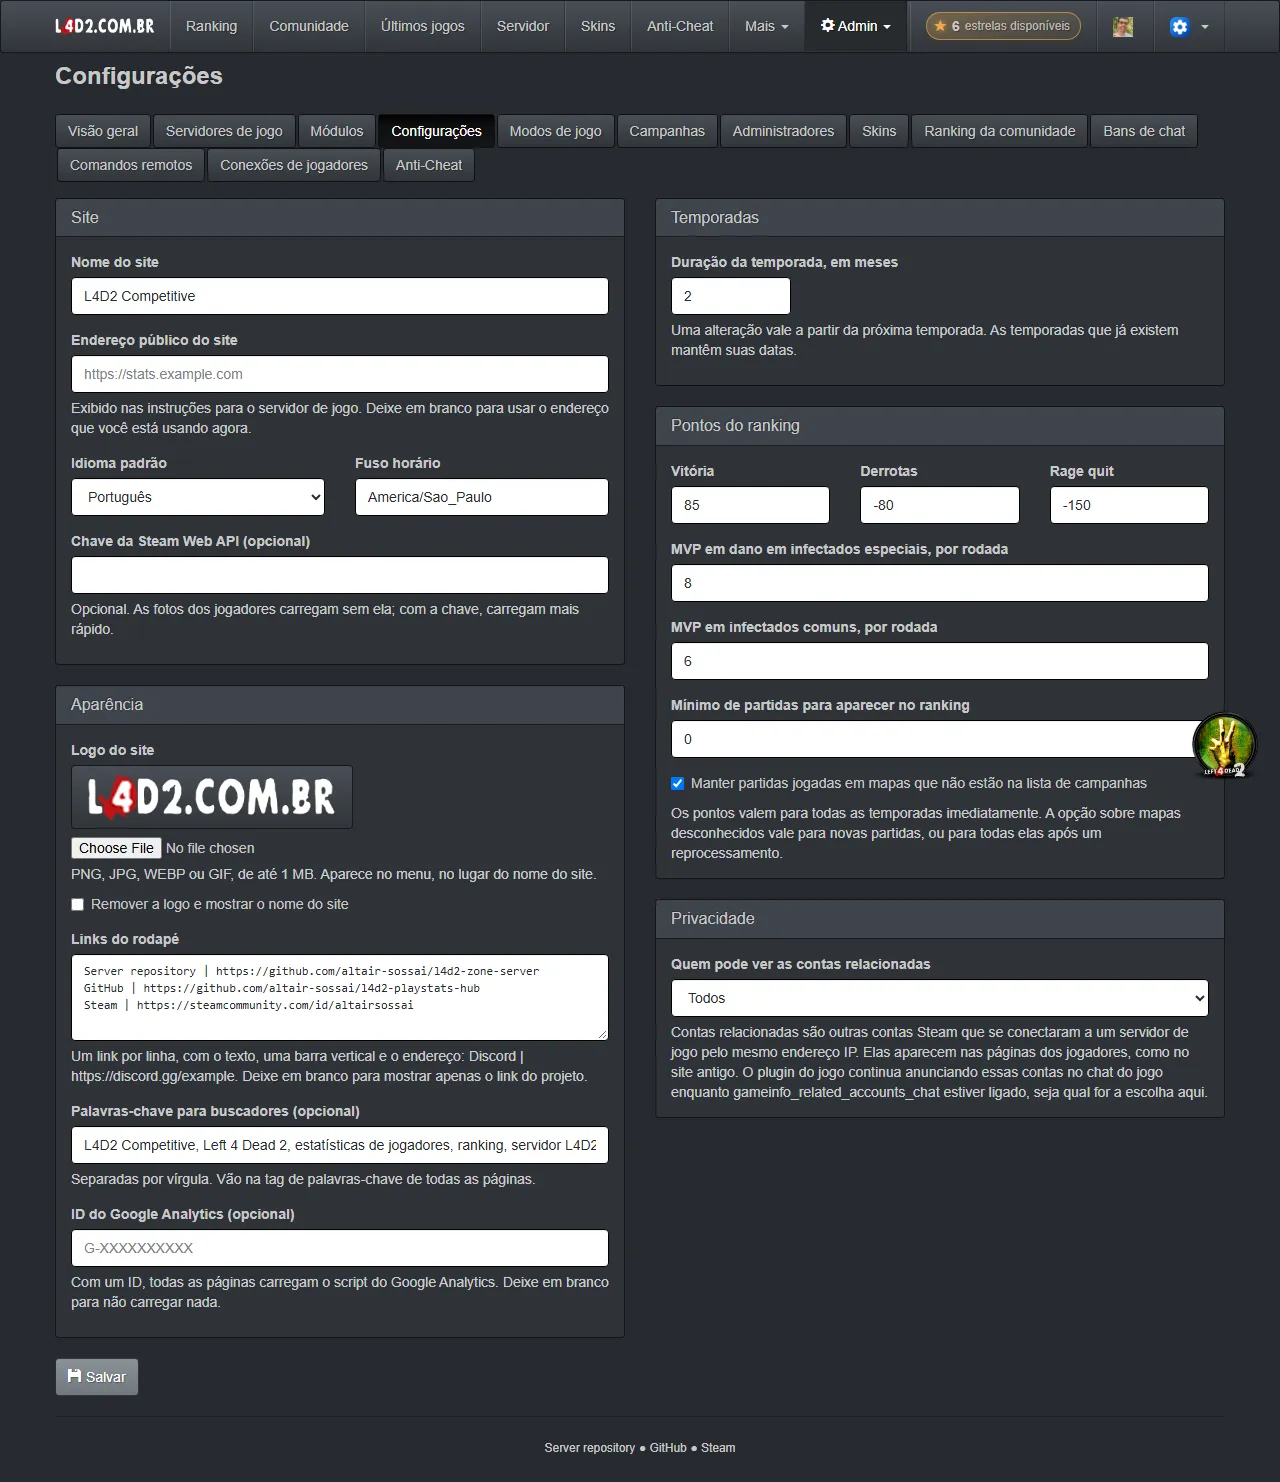 L4D2.COM.BR
Ranking
Comunidade
Últimos jogos
Servidor
Skins
Anti-Cheat
Mais
Admin
6 estrelas disponíveis
Configurações
Visão geral
Servidores de jogo
Módulos
Configurações
Modos de jogo
Campanhas
Administradores
Skins
Ranking da comunidade
Bans de chat
Comandos remotos
Conexões de jogadores
Anti-Cheat
Site
Nome do site
L4D2 Competitive
Endereço público do site
https://stats.example.com
Exibido nas instruções para o servidor de jogo. Deixe em branco para usar o endereço
que você está usando agora.
Idioma padrão
Fuso horário
Português
America/Sao_Paulo
Chave da Steam Web API (opcional)
Opcional. As fotos dos jogadores carregam sem ela; com a chave, carregam mais
rápido.
Aparência
Logo do site
L4D2.COM.BR
Choose File No file chosen
PNG, JPG, WEBP ou GIF, de até 1 MB. Aparece no menu, no lugar do nome do site.
Remover a logo e mostrar o nome do site
Links do rodapé
Server repository | https://github.com/altair-sossai/l4d2-zone-server
GitHub | https://github.com/altair-sossai/l4d2-playstats-hub
Steam | https://steamcommunity.com/id/altairsossai
Um link por linha, com o texto, uma barra vertical e o endereço: Discord |
https://discord.gg/example. Deixe em branco para mostrar apenas o link do projeto.
Palavras-chave para buscadores (opcional)
L4D2 Competitive, Left 4 Dead 2, estatísticas de jogadores, ranking, servidor L4D2
Separadas por vírgula. Vão na tag de palavras-chave de todas as páginas.
ID do Google Analytics (opcional)
G-XXXXXXXXXX
Com um ID, todas as páginas carregam o script do Google Analytics. Deixe em branco
para não carregar nada.
Salvar
Temporadas
Duração da temporada, em meses
2
Uma alteração vale a partir da próxima temporada. As temporadas que já existem
mantêm suas datas.
Pontos do ranking
Vitória
Derrotas
Rage quit
85
-80
-150
MVP em dano em infectados especiais, por rodada
8
MVP em infectados comuns, por rodada
6
Mínimo de partidas para aparecer no ranking
0
LEFT 4 DEAD 2
Manter partidas jogadas em mapas que não estão na lista de campanhas
Os pontos valem para todas as temporadas imediatamente. A opção sobre mapas
desconhecidos vale para novas partidas, ou para todas elas após um
reprocessamento.
Privacidade
Quem pode ver as contas relacionadas
Todos
Contas relacionadas são outras contas Steam que se conectaram a um servidor de
jogo pelo mesmo endereço IP. Elas aparecem nas páginas dos jogadores, como no
site antigo. O plugin do jogo continua anunciando essas contas no chat do jogo
enquanto gameinfo_related_accounts_chat estiver ligado, seja qual for a escolha aqui.
Server repository ● GitHub ● Steam